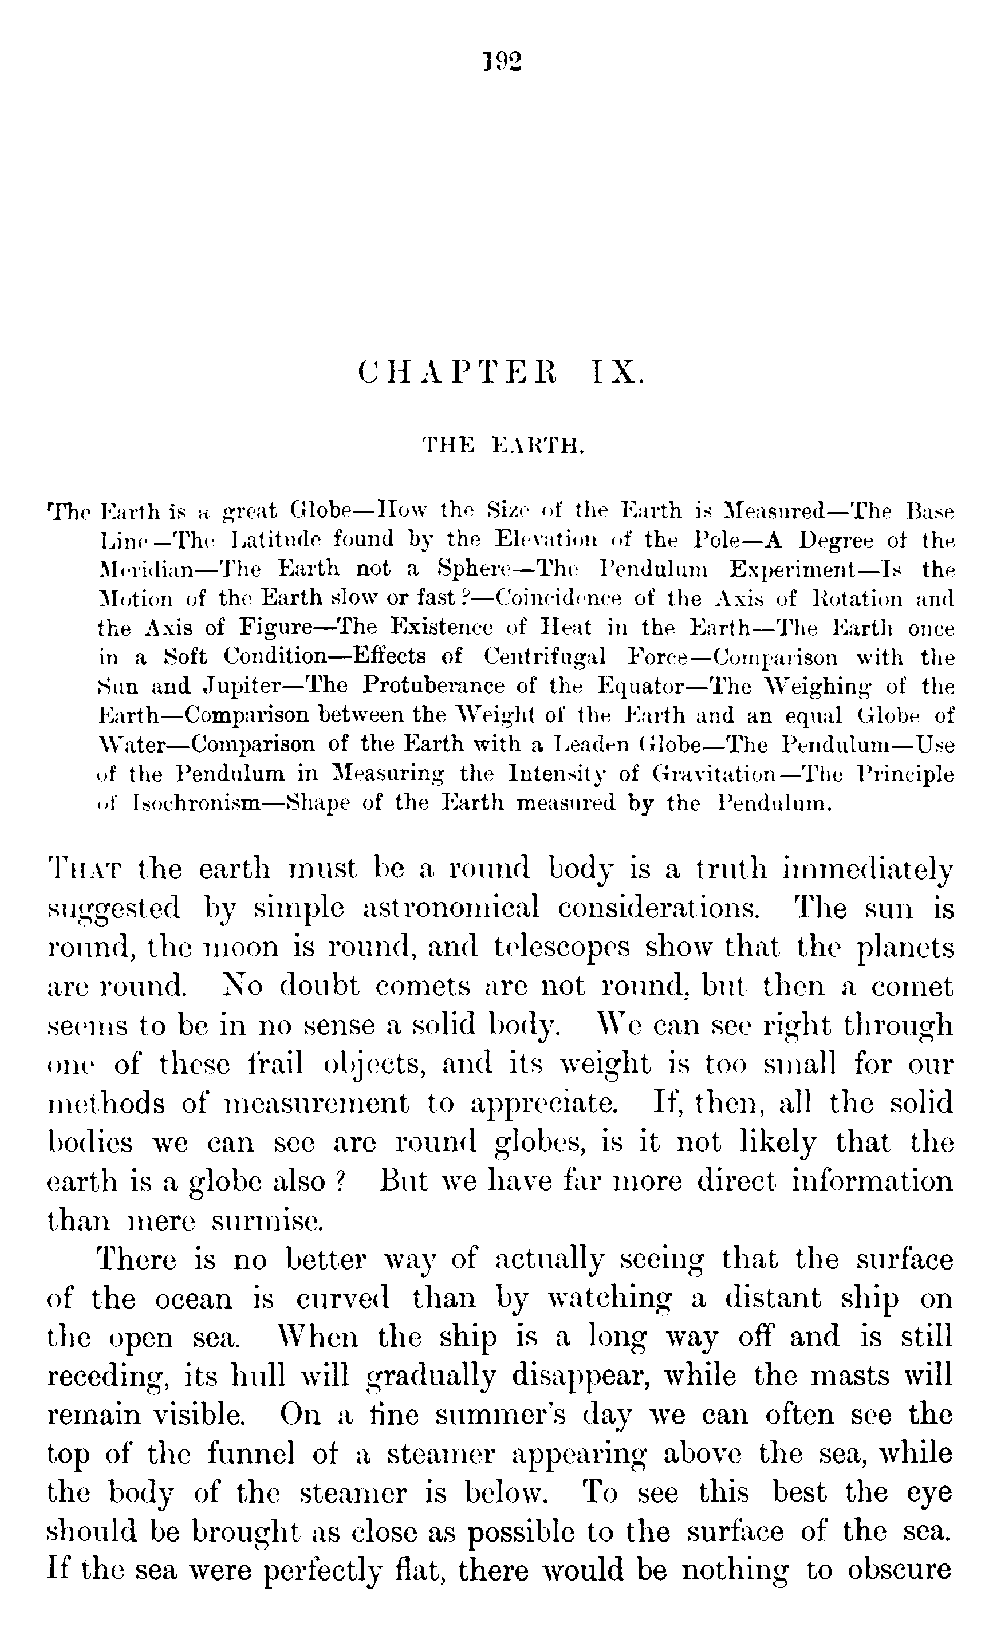 192
CHAPTER IX.
THE EARTH.
The Earth is a great Globe—How the Size of the Earth is Measured—The Base
Line—The Latitude found by the Elevation of the Pole—A Degree of the
Meridian—The Earth not a Sphere—The Pendulum Experiment—Is the
Motion of the Earth slow or fast?—Coincidence of the Axis of Rotation and
the Axis of Figure—The Existence of Heat in the Earth—The Earth once
in a Soft Condition—Effects of Centrifugal Force—Comparison with the
Sun and Jupiter—The Protuberance of the Equator—The Weighing of the
Earth—Comparison between the Weight of the Earth and an equal Globe of
Water—Comparison of the Earth with a Leaden Globe—The Pendulum—Use
of the Pendulum in Measuring the Intensity of Gravitation—The Principle
of Isochronism—Shape of the Earth measured by the Pendulum.
THAT the earth must be a round body is a truth immediately
suggested by simple astronomical considerations. The sun is
round, the moon is round, and telescopes show that the planets
are round. No doubt comets are not round, but then a comet
seems to be in no sense a solid body. We can see right through
one of these frail objects, and its weight is too small for our
methods of measurement to appreciate. If, then, all the solid
bodies we can see are round globes, is it not likely that the
earth is a globe also? But we have far more direct information
than mere surmise.
There is no better way of actually seeing that the surface
of the ocean is curved than by watching a distant ship on
the open sea. When the ship is a long way off and is still
receding, its hull will gradually disappear, while the masts will
remain visible. On a fine summer's day we can often see the
top of the funnel of a steamer appearing above the sea, while
the body of the steamer is below. To see this best the eye
should be brought as close as possible to the surface of the sea.
If the sea were perfectly flat, there would be nothing to obscure